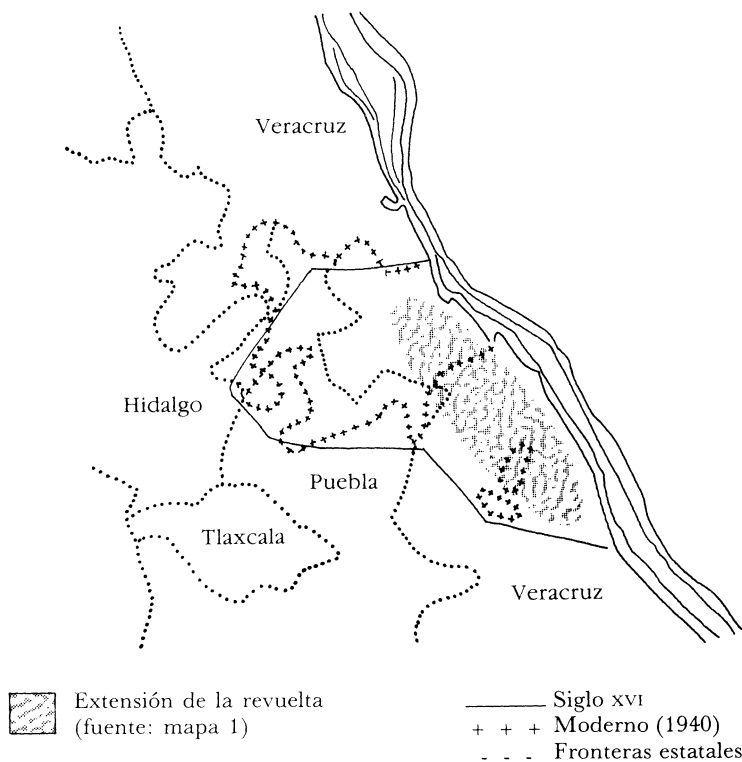 Veracruz
Hidalgo
Puebla
Tlaxcala
Veracruz
Extensión de la revuelta
(fuente: mapa 1)
Siglo XVI
+ + + Moderno (1940)
- - - Fronteras estatales